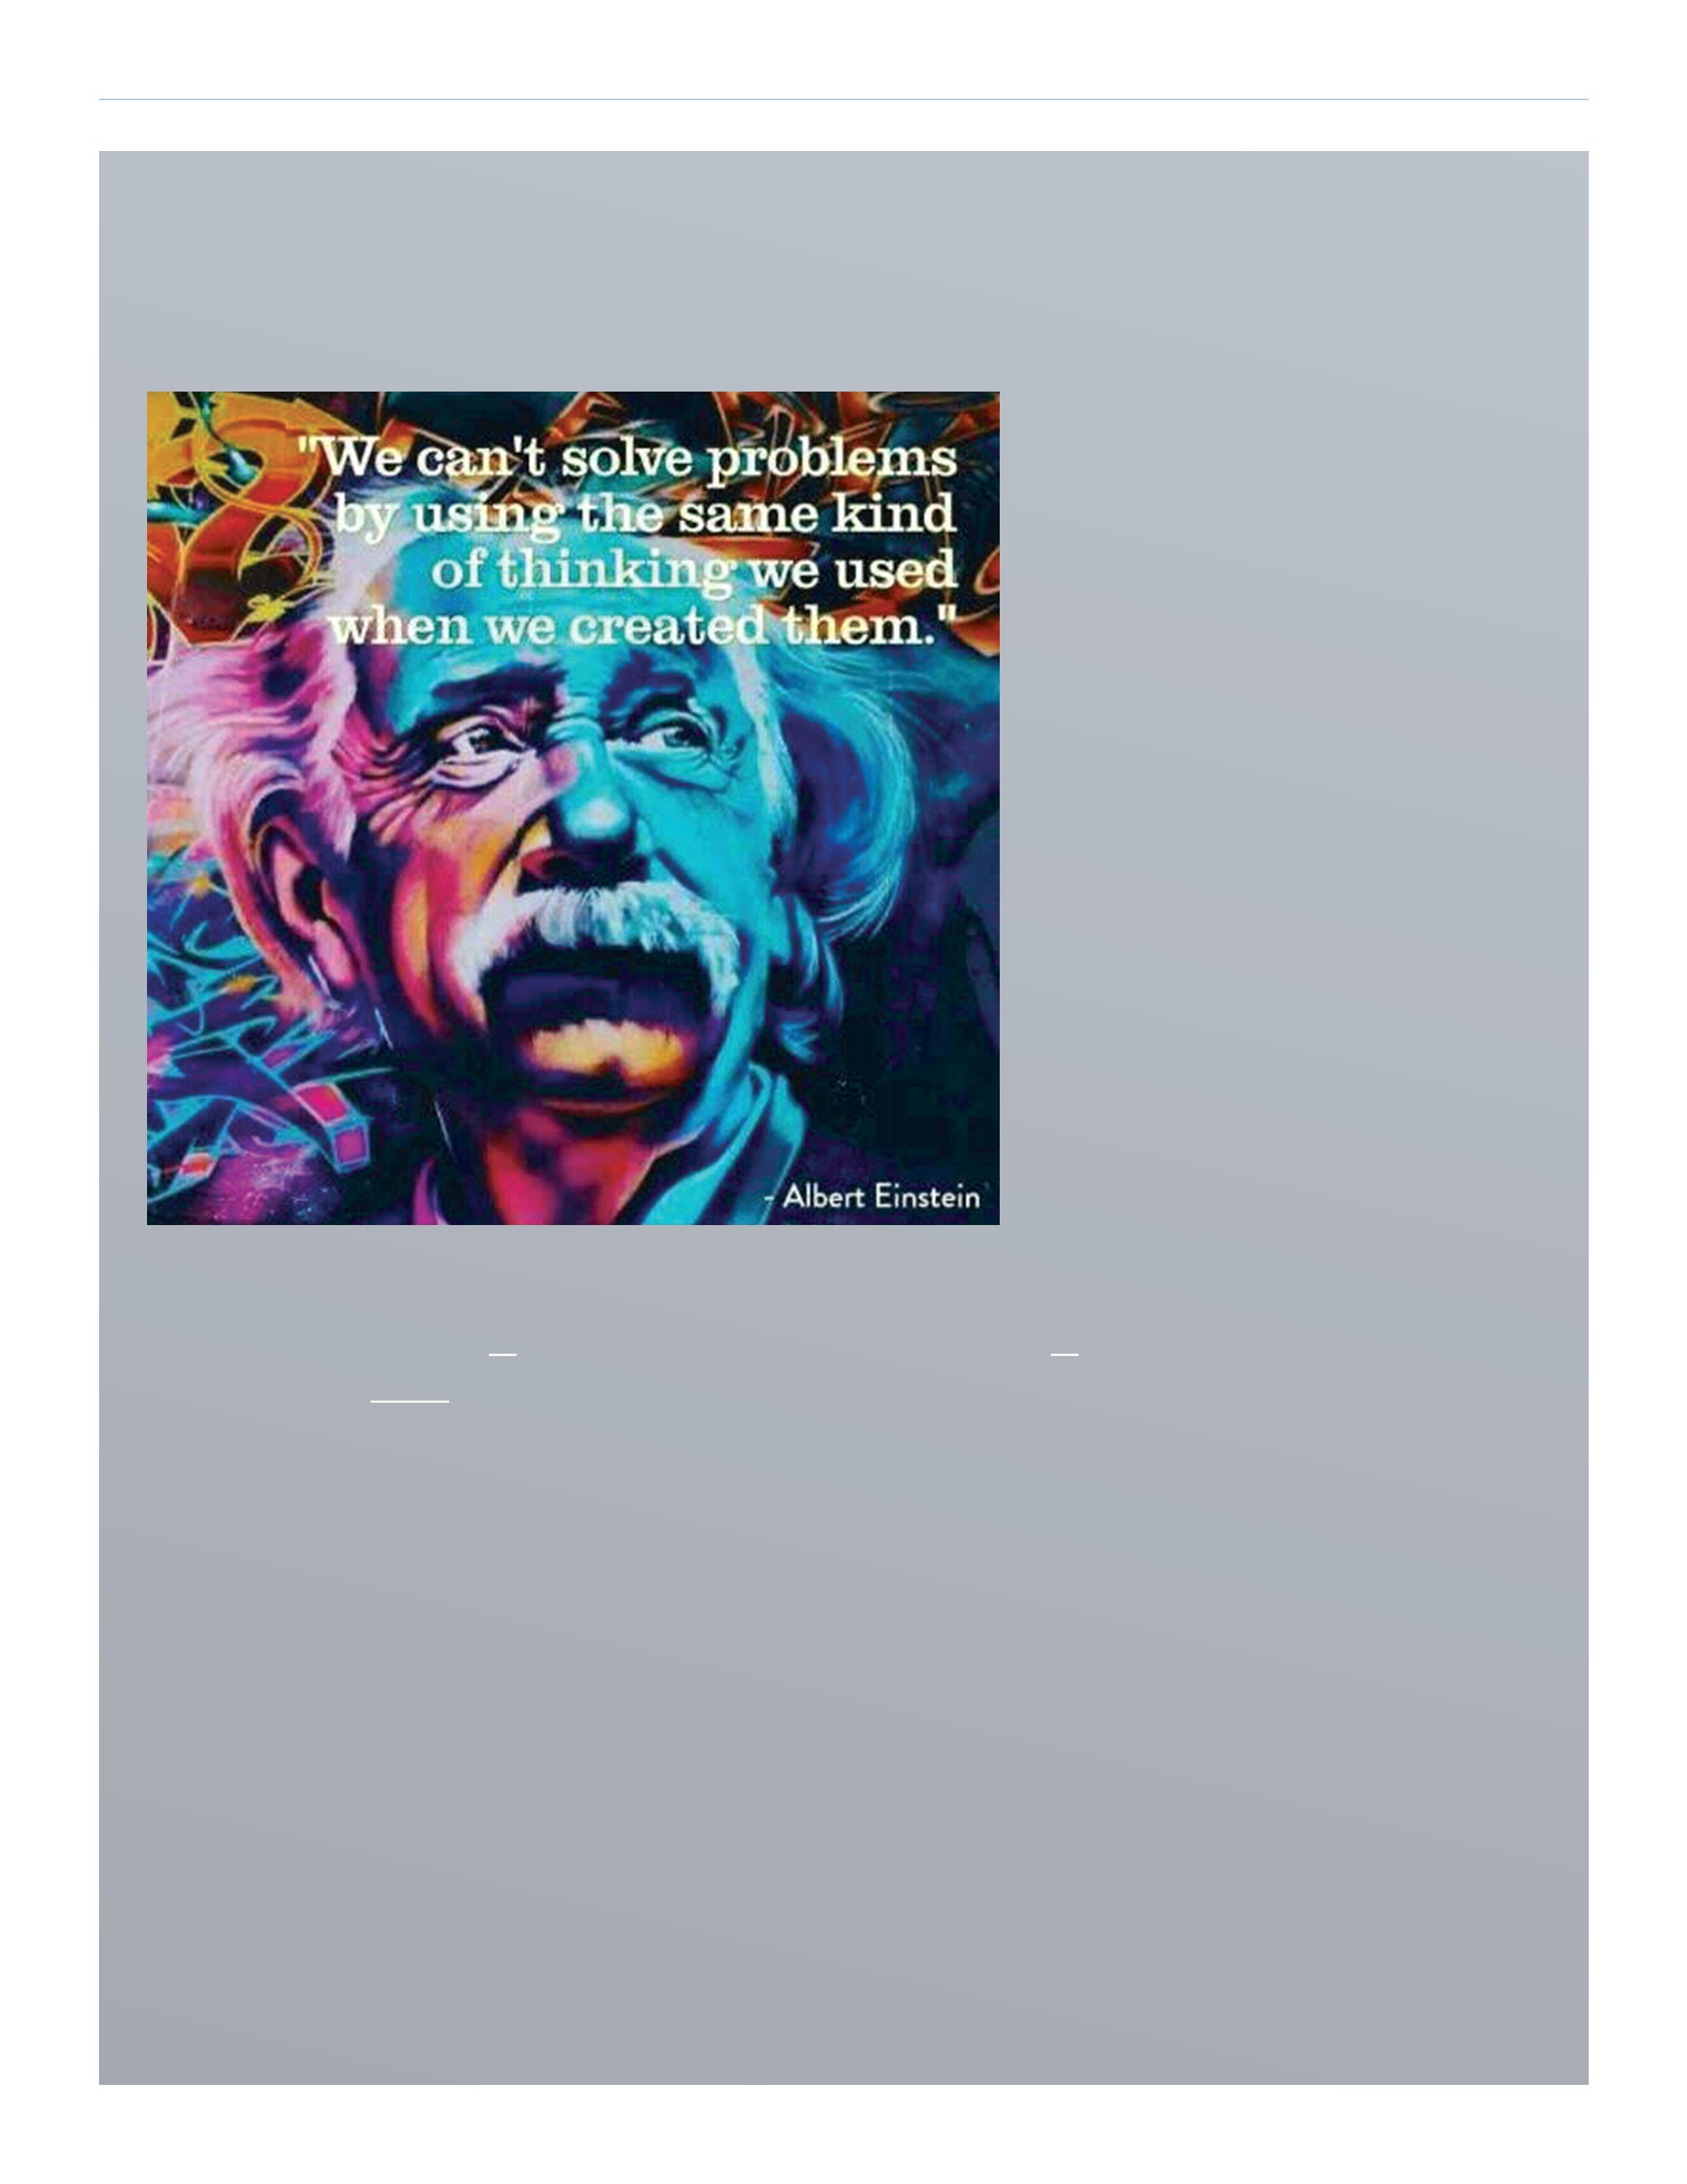 "We can't solve problems
by using the same kind
of thinking we used
when we created them."
- Albert Einstein